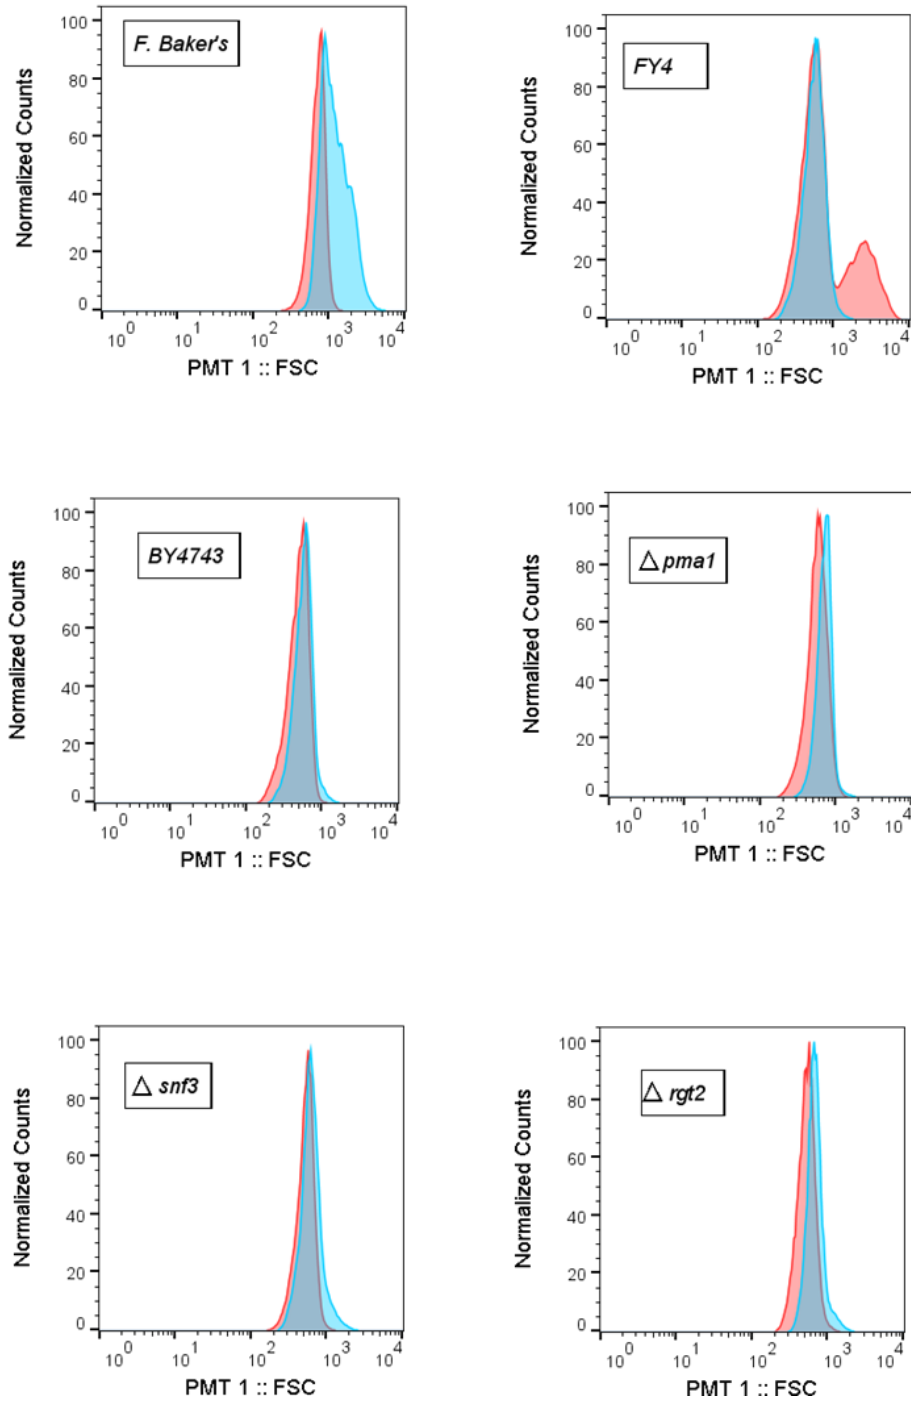 F. Baker's
Normalized Counts
100
80
60
40
20
0
10^0 10^1 10^2 10^3 10^4
PMT 1 :: FSC
FY4
Normalized Counts
100
80
60
40
20
0
10^0 10^1 10^2 10^3 10^4
PMT 1 :: FSC
BY4743
Normalized Counts
100
80
60
40
20
0
10^0 10^1 10^2 10^3 10^4
PMT 1 :: FSC
△ pma1
Normalized Counts
100
80
60
40
20
0
10^0 10^1 10^2 10^3 10^4
PMT 1 :: FSC
△ snf3
Normalized Counts
100
80
60
40
20
0
10^0 10^1 10^2 10^3 10^4
PMT 1 :: FSC
△ rgt2
Normalized Counts
100
80
60
40
20
0
10^0 10^1 10^2 10^3 10^4
PMT 1 :: FSC